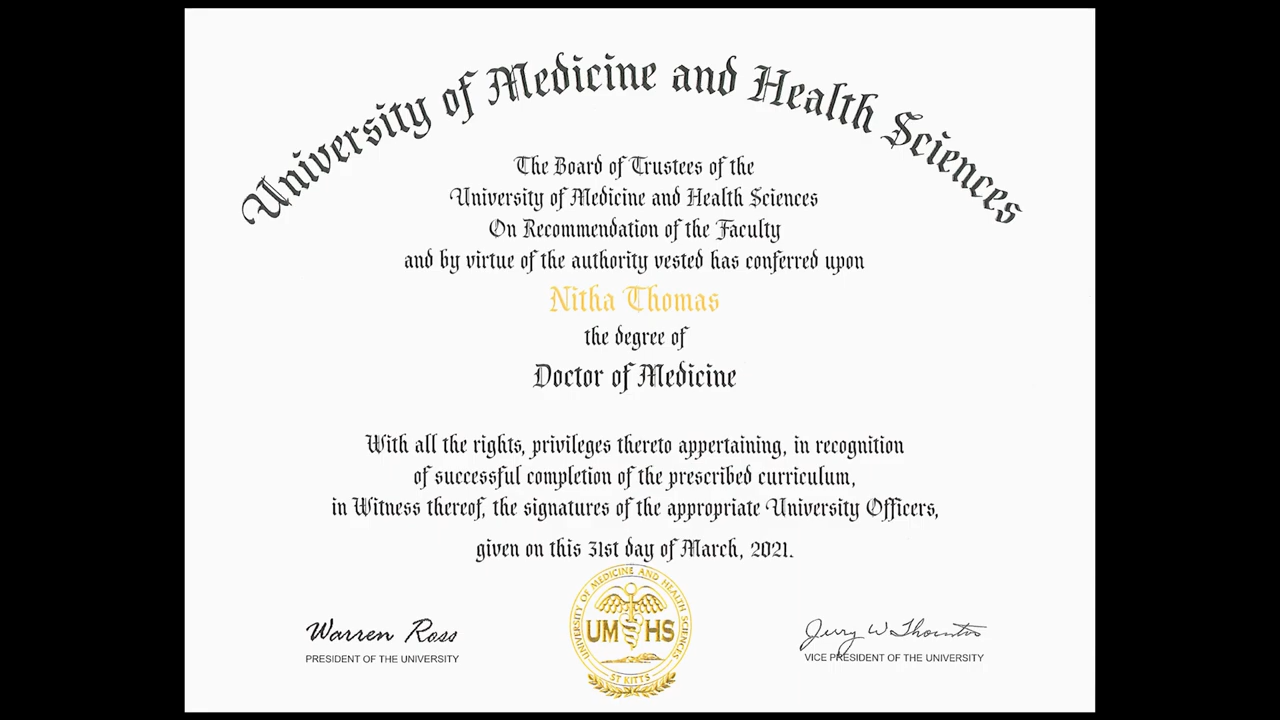 University of Medicine and Health Sciences
The Board of Trustees of the
University of Medicine and Health Sciences
On Recommendation of the Faculty
and by virtue of the authority vested has conferred upon
Nitha Thomas
the degree of
Doctor of Medicine
With all the rights, privileges thereto appertaining, in recognition
of successful completion of the prescribed curriculum,
in Witness thereof, the signatures of the appropriate University Officers,
given on this 31st day of March, 2021.
UNIVERSITY OF MEDICINE AND HEALTH SCIENCES
UM HS
ST KITTS
Warren Ross
PRESIDENT OF THE UNIVERSITY
Jerry W Thornton
VICE PRESIDENT OF THE UNIVERSITY